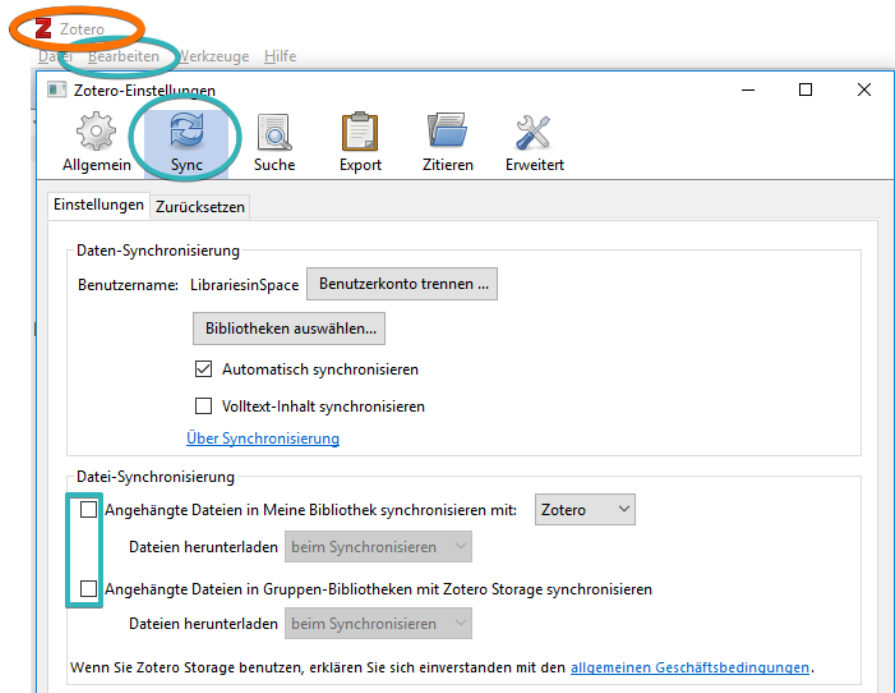 Z Zotero
Datei Bearbeiten Werkzeuge Hilfe
Zotero-Einstellungen
Allgemein Sync Suche Export Zitieren Erweitert
Einstellungen Zurücksetzen
Daten-Synchronisierung
Benutzername: LibrariesinSpace Benutzerkonto trennen ...
Bibliotheken auswählen...
Automatisch synchronisieren
Volltext-Inhalt synchronisieren
Über Synchronisierung
Datei-Synchronisierung
Angehängte Dateien in Meine Bibliothek synchronisieren mit: Zotero
Dateien herunterladen beim Synchronisieren
Angehängte Dateien in Gruppen-Bibliotheken mit Zotero Storage synchronisieren
Dateien herunterladen beim Synchronisieren
Wenn Sie Zotero Storage benutzen, erklären Sie sich einverstanden mit den allgemeinen Geschäftsbedingungen.